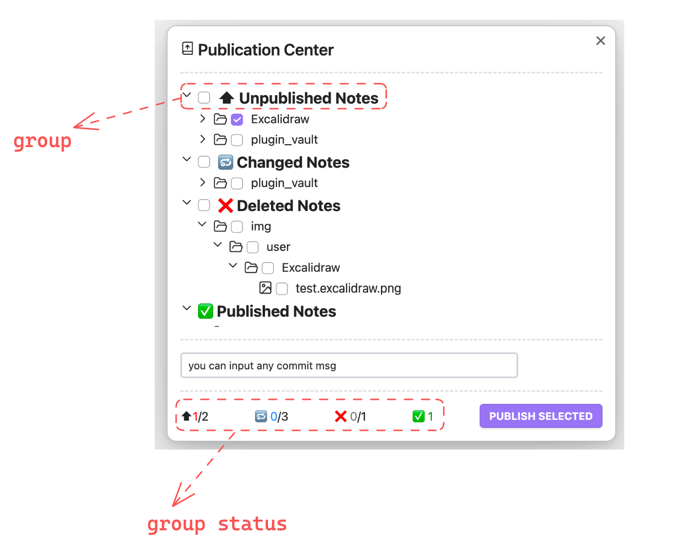 Publication Center
⬆ Unpublished Notes
Excalidraw
group
plugin_vault
🔁 Changed Notes
plugin_vault
❌ Deleted Notes
img
user
Excalidraw
test.excalidraw.png
✅ Published Notes
you can input any commit msg
⬆1/2 🔁 0/3 ❌ 0/1 ✅ 1 PUBLISH SELECTED
group status